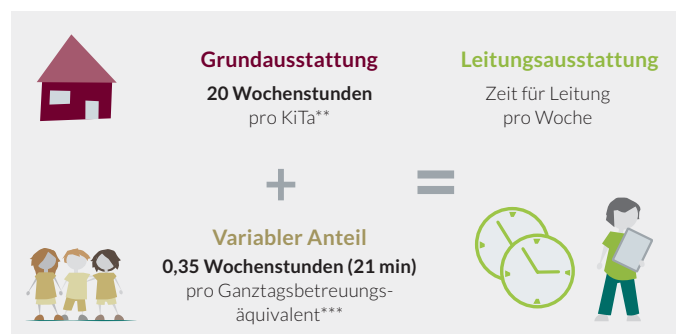 Grundausstattung
20 Wochenstunden
pro KiTa**
+
Variabler Anteil
0,35 Wochenstunden (21 min)
pro Ganztagsbetreuungs-
äquivalent***
=
Leitungsausstattung
Zeit für Leitung
pro Woche